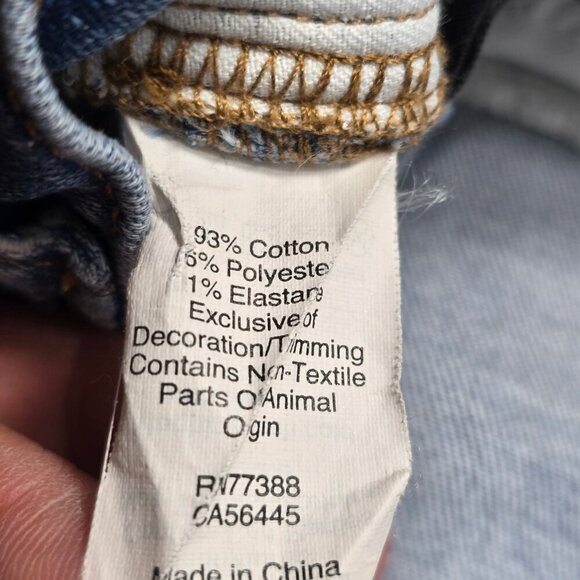 93% Cotton
6% Polyeste
1% Elastane
Exclusive of
Decoration/Trimming
Contains Non-Textile
Parts Of Animal
Origin
RN77388
CA56445
Made in China